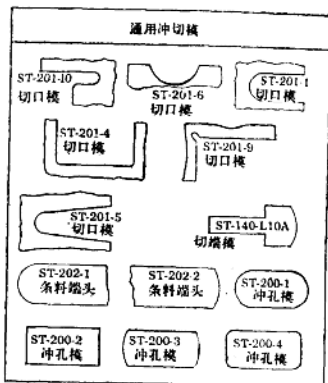 通用冲切模
ST-201-10
切口模
ST-201-6
切口模
ST-201-1
切口模
ST-201-4
切口模
ST-201-9
切口模
ST-201-5
切口模
ST-140-L10A
切端模
ST-202-1
条料端头
ST-202-2
条料端头
ST-200-1
冲孔模
ST-200-2
冲孔模
ST-200-3
冲孔模
ST-200-4
冲孔模